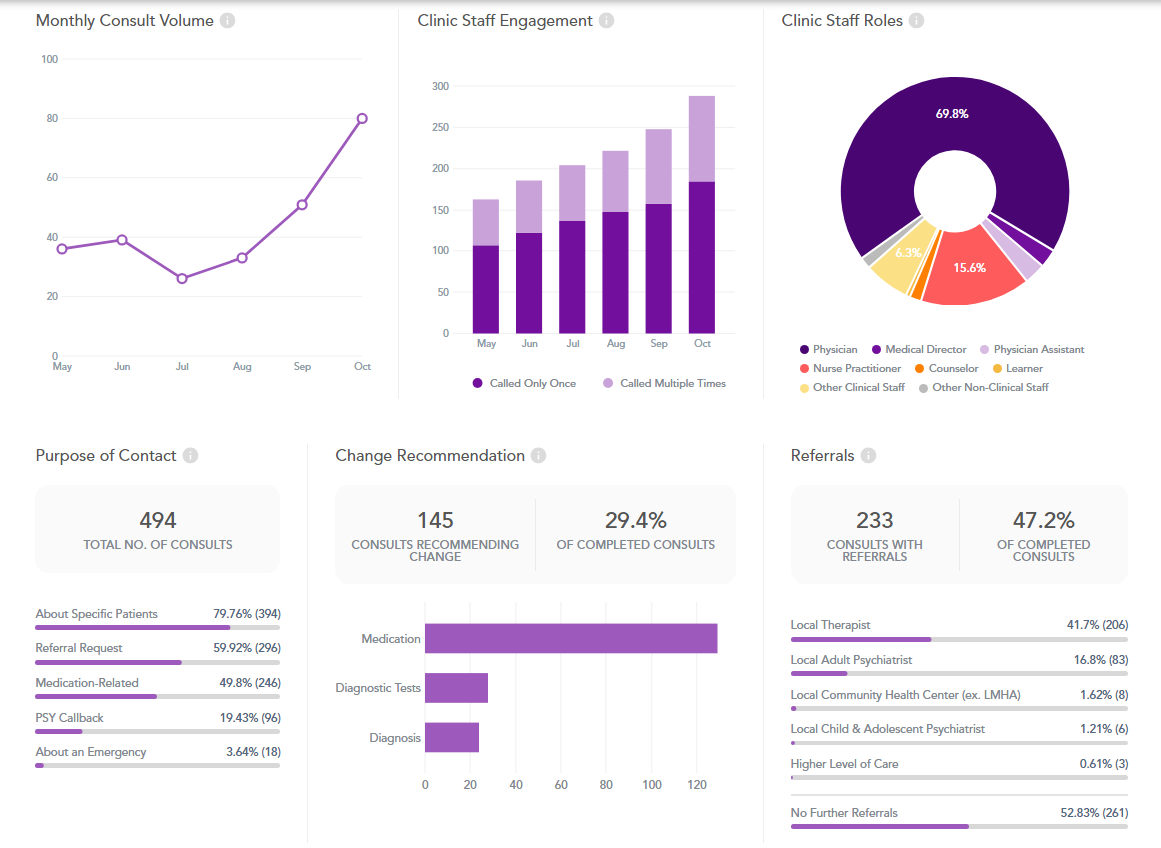 Monthly Consult Volume
100
80
60
40
20
0
May Jun Jul Aug Sep Oct
Clinic Staff Engagement
300
250
200
150
100
50
0
May Jun Jul Aug Sep Oct
Called Only Once Called Multiple Times
Clinic Staff Roles
69.8%
6.3%
15.6%
Physician Medical Director Physician Assistant
Nurse Practitioner Counselor Learner
Other Clinical Staff Other Non-Clinical Staff
Purpose of Contact
494
TOTAL NO. OF CONSULTS
About Specific Patients 79.76% (394)
Referral Request 59.92% (296)
Medication-Related 49.8% (246)
PSY Callback 19.43% (96)
About an Emergency 3.64% (18)
Change Recommendation
145
CONSULTS RECOMMENDING
CHANGE
29.4%
OF COMPLETED CONSULTS
Medication
Diagnostic Tests
Diagnosis
0 20 40 60 80 100 120
Referrals
233
CONSULTS WITH
REFERRALS
47.2%
OF COMPLETED
CONSULTS
Local Therapist 41.7% (206)
Local Adult Psychiatrist 16.8% (83)
Local Community Health Center (ex. LMHA) 1.62% (8)
Local Child & Adolescent Psychiatrist 1.21% (6)
Higher Level of Care 0.61% (3)
No Further Referrals 52.83% (261)